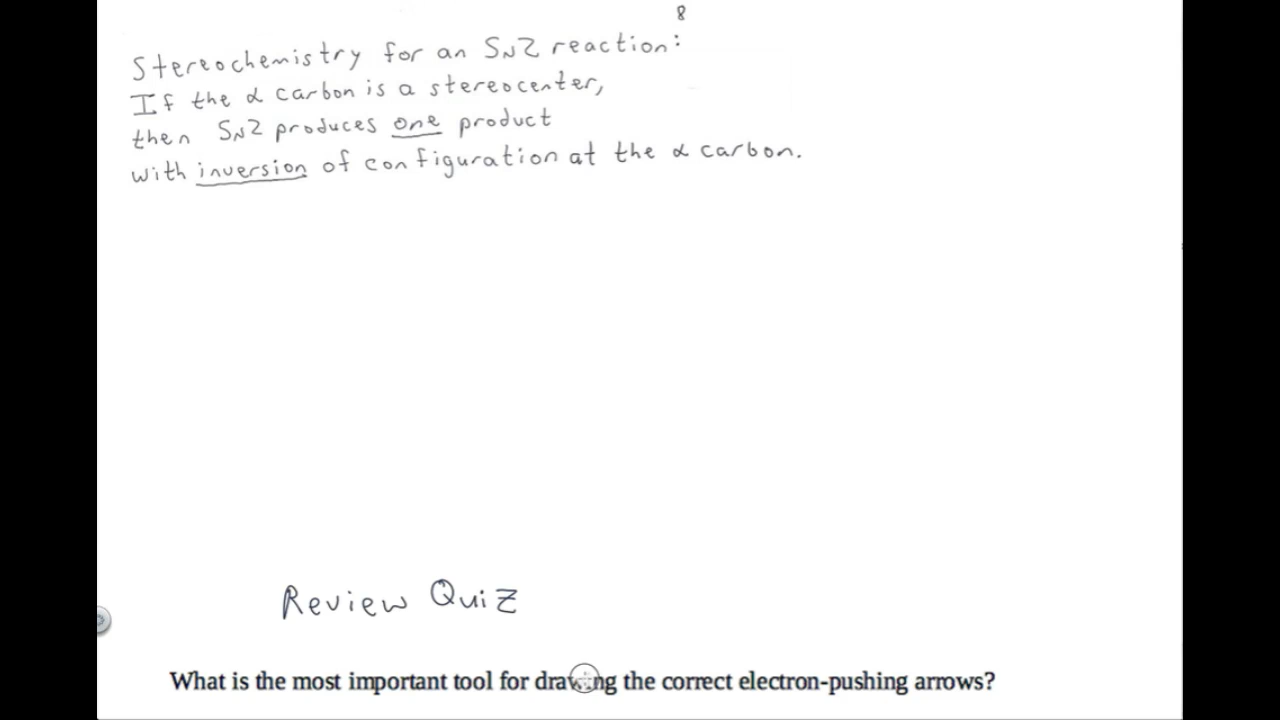 8
Stereochemistry for an SN2 reaction:
If the α carbon is a stereocenter,
then SN2 produces one product
with inversion of configuration at the α carbon.
Review Quiz
What is the most important tool for drawing the correct electron-pushing arrows?